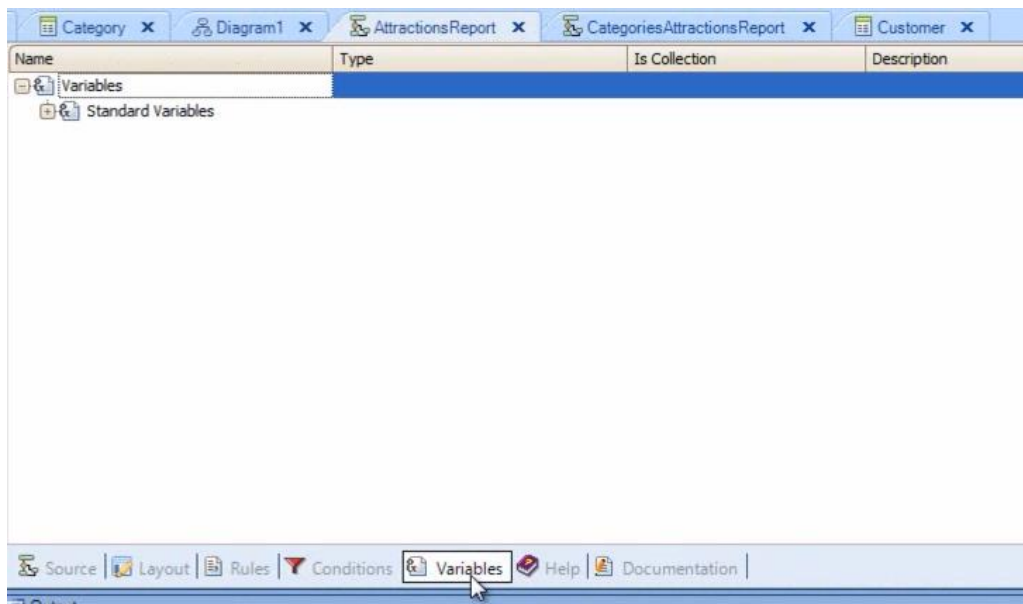 Category Diagram1 AttractionsReport CategoriesAttractionsReport Customer
Name Type Is Collection Description
Variables
Standard Variables
Source Layout Rules Conditions Variables Help Documentation